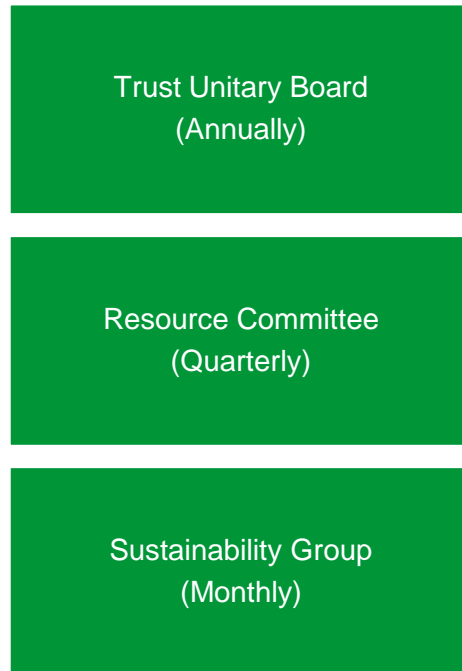 Trust Unitary Board
(Annually)
Resource Committee
(Quarterly)
Sustainability Group
(Monthly)